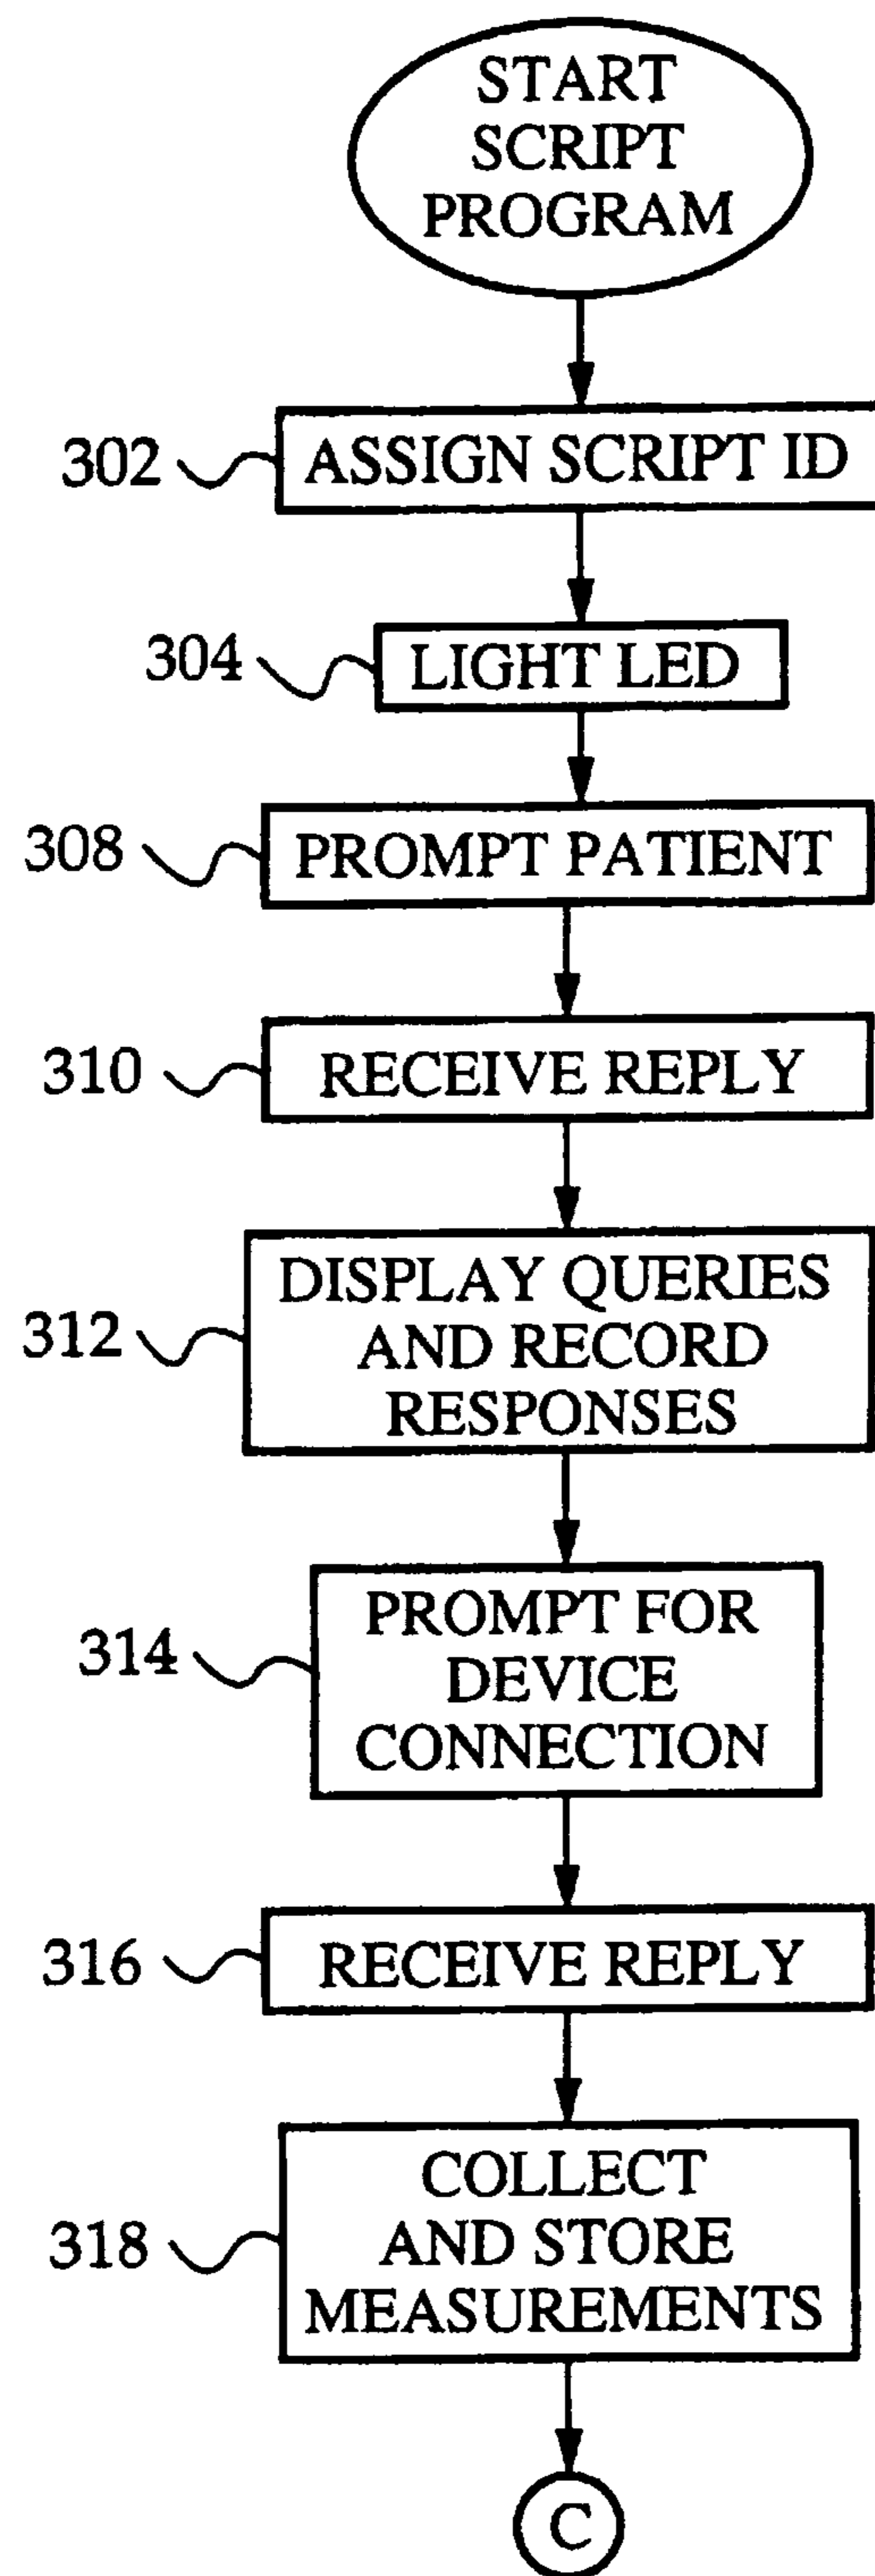 START
SCRIPT
PROGRAM
302
ASSIGN SCRIPT ID
304
LIGHT LED
308
PROMPT PATIENT
310
RECEIVE REPLY
312
DISPLAY QUERIES
AND RECORD
RESPONSES
314
PROMPT FOR
DEVICE
CONNECTION
316
RECEIVE REPLY
318
COLLECT
AND STORE
MEASUREMENTS
C